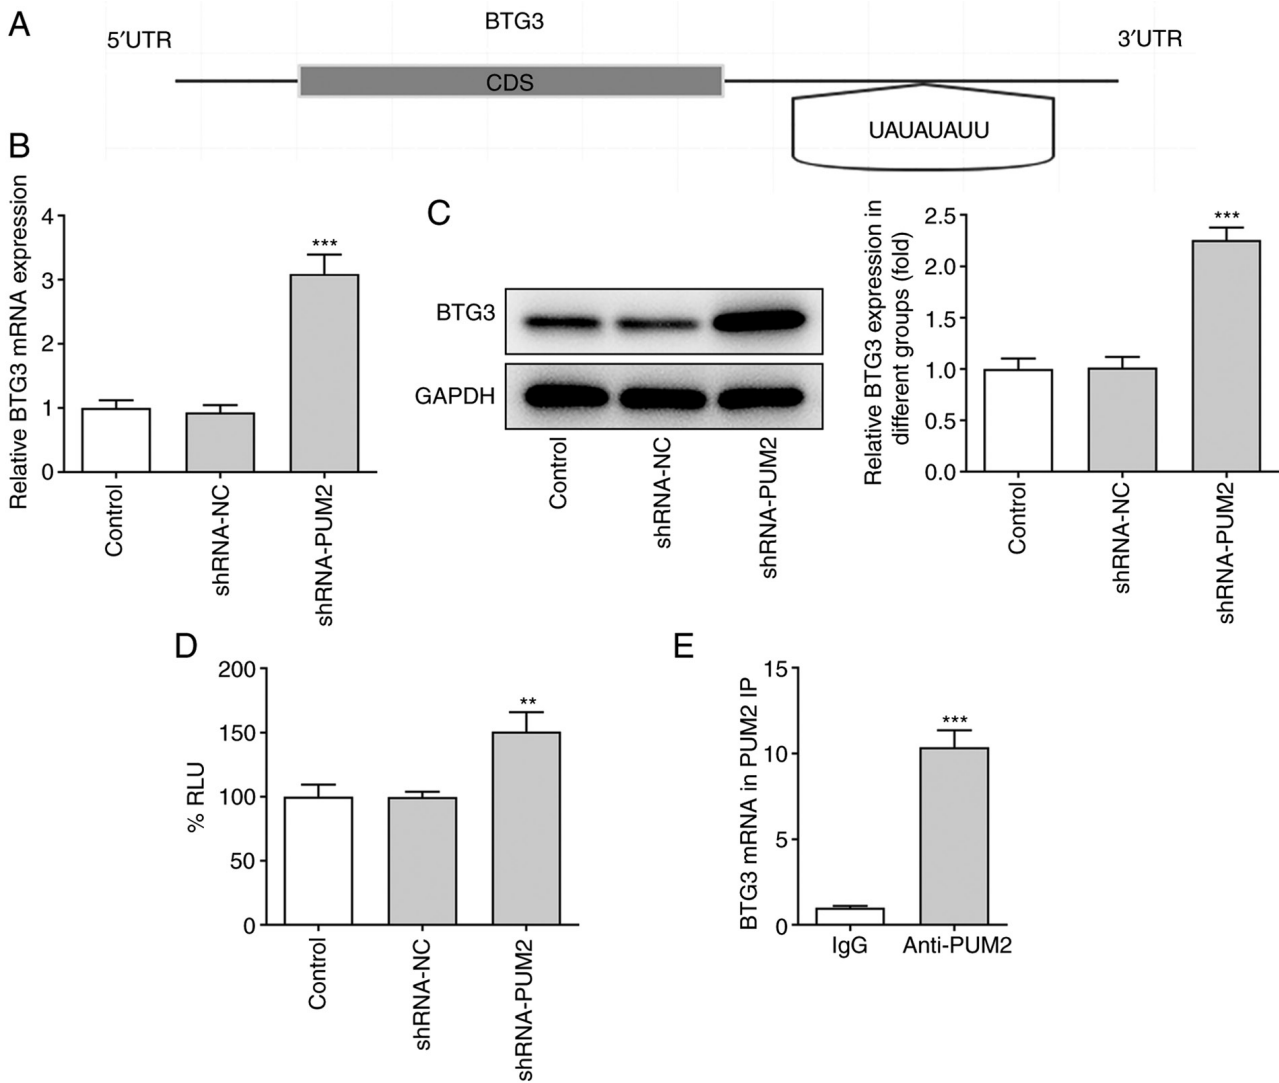 A
BTG3
5′UTR
3′UTR
CDS
UAUAUAUU
B
Relative BTG3 mRNA expression
4
3
2
1
0
***
Control
shRNA-NC
shRNA-PUM2
C
BTG3
GAPDH
Control
shRNA-NC
shRNA-PUM2
Relative BTG3 expression in
different groups (fold)
2.5
2.0
1.5
1.0
0.5
0.0
***
Control
shRNA-NC
shRNA-PUM2
D
% RLU
200
150
100
50
0
**
Control
shRNA-NC
shRNA-PUM2
E
BTG3 mRNA in PUM2 IP
15
10
5
0
***
IgG
Anti-PUM2